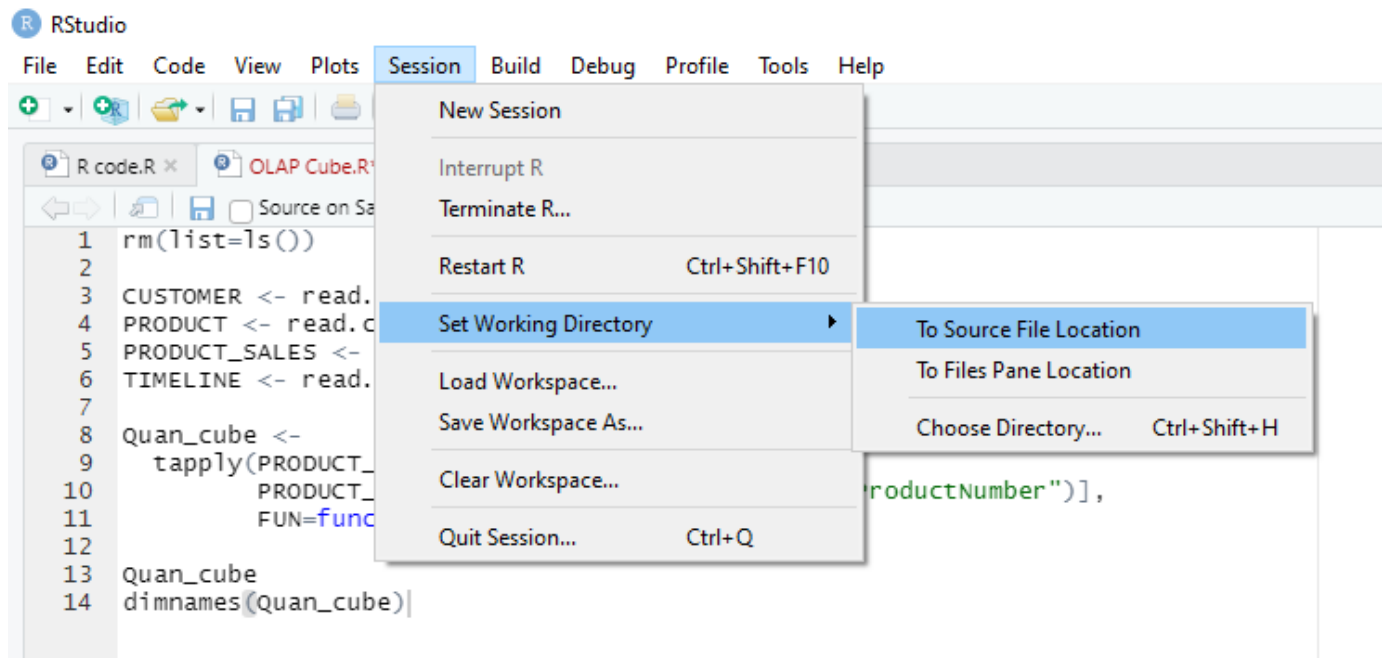 RStudio
File Edit Code View Plots Session Build Debug Profile Tools Help
New Session
R code.R OLAP Cube.R*
Interrupt R
Source on Sa
Terminate R...
1 rm(list=ls())
2
Restart R Ctrl+Shift+F10
3 CUSTOMER <- read.
4 PRODUCT <- read.c
Set Working Directory
To Source File Location
5 PRODUCT_SALES <-
6 TIMELINE <- read.
To Files Pane Location
Load Workspace...
7
Save Workspace As...
Choose Directory... Ctrl+Shift+H
8 Quan_cube <-
9 tapply(PRODUCT_
Clear Workspace...
10 PRODUCT_ roductNumber")],
11 FUN=func
Quit Session... Ctrl+Q
12
13 Quan_cube
14 dimnames(Quan_cube)